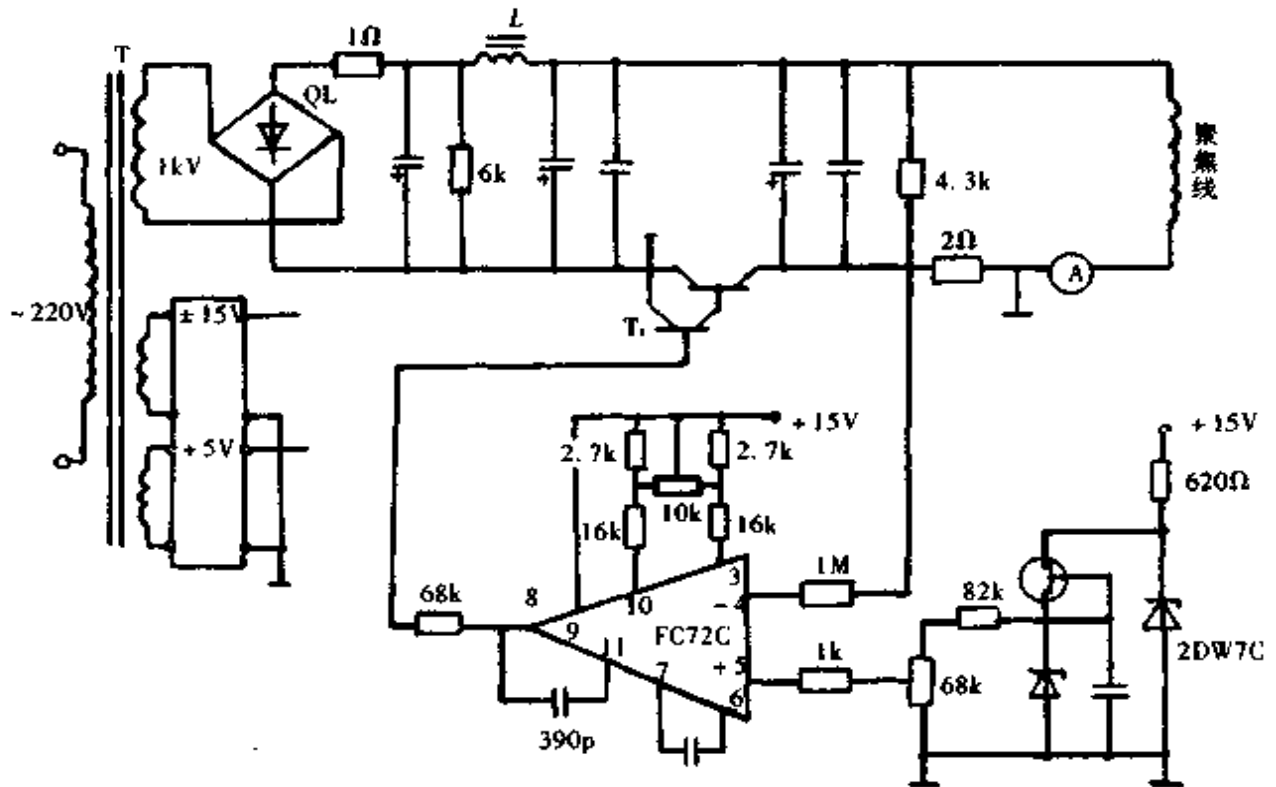 T
1kV
~220V
± 15V
+ 5V
QL
1Ω
L
6k
4.3k
聚焦线
2Ω
A
T₁
+ 15V
2.7k
2.7k
10k
16k
16k
68k
8
9
10
3
- 4
FC72C
+ 5
1
7
6
390p
1M
1k
82k
68k
+ 15V
620Ω
2DW7C